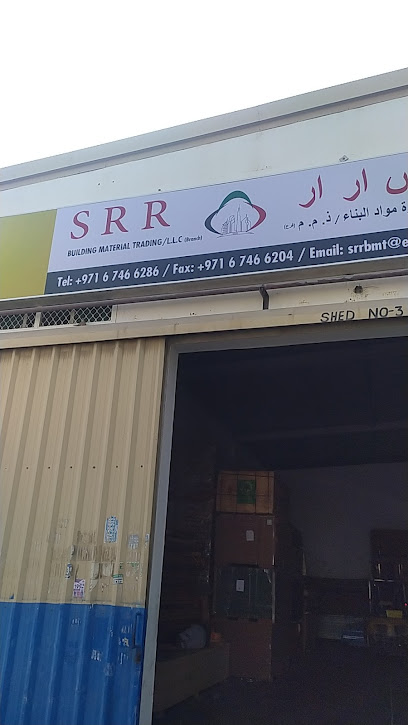 S R R
ار ار
BUILDING MATERIAL TRADING/L.L.C (Branch)
مواد البناء / ذ. م. م (فرع)
Tel: +971 6 746 6286 / Fax: +971 6 746 6204 / Email: srrbmt@e
SHED NO-3